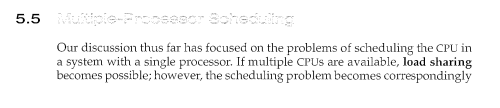 5.5 Multiple-Processor Scheduling
Our discussion thus far has focused on the problems of scheduling the CPU in
a system with a single processor. If multiple CPUs are available, load sharing
becomes possible; however, the scheduling problem becomes correspondingly